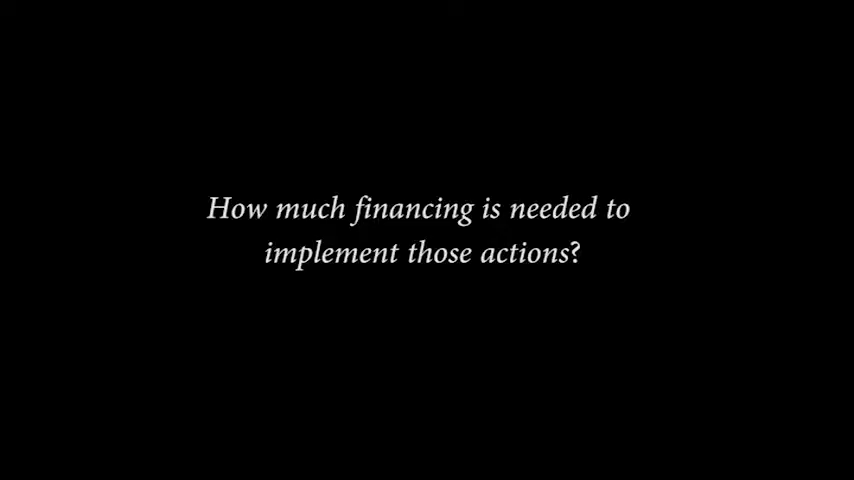 How much financing is needed to
implement those actions?